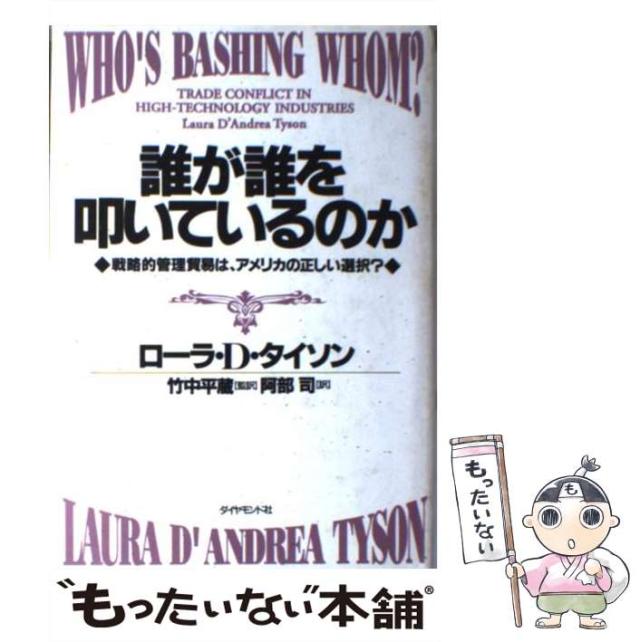 WHO'S BASHING WHOM?
TRADE CONFLICT IN
HIGH-TECHNOLOGY INDUSTRIES
Laura D'Andrea Tyson
誰が誰を
叩いているのか
◆戦略的管理貿易は、アメリカの正しい選択?◆
ローラ・D・タイソン
竹中平蔵[監訳] 阿部 司[訳]
ダイヤモンド社
LAURA D'ANDREA TYSON
も
もったいない
"もったいない"本舗®